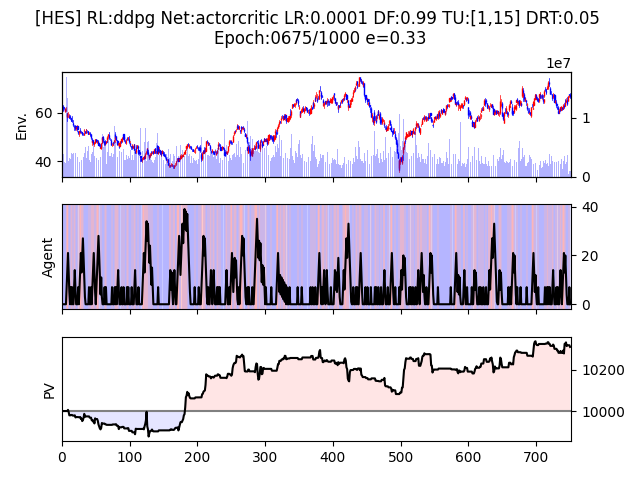 [HES] RL:ddpg Net:actorcritic LR:0.0001 DF:0.99 TU:[1,15] DRT:0.05
Epoch:0675/1000 e=0.33
1e7
Env.
60
40
1
0
Agent
40
20
0
PV
10200
10000
0 100 200 300 400 500 600 700